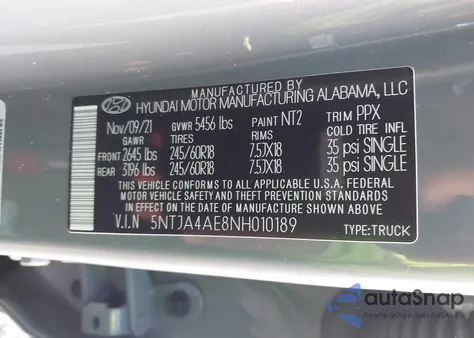 MANUFACTURED BY
HYUNDAI MOTOR MANUFACTURING ALABAMA, LLC
Nov/09/21 GVWR 5456 lbs PAINT NT2 TRIM PPX
GAWR TIRES RIMS COLD TIRE INFL
FRONT 2645 lbs 245/60R18 7.5JX18 35 psi SINGLE
REAR 3196 lbs 245/60R18 7.5JX18 35 psi SINGLE
THIS VEHICLE CONFORMS TO ALL APPLICABLE U.S.A. FEDERAL
MOTOR VEHICLE SAFETY STANDARDS
IN EFFECT ON THE DATE OF MANUFACTURE SHOWN ABOVE.
V.I.N 5NTJA4AE8NH010189 TYPE:TRUCK
autoSnap